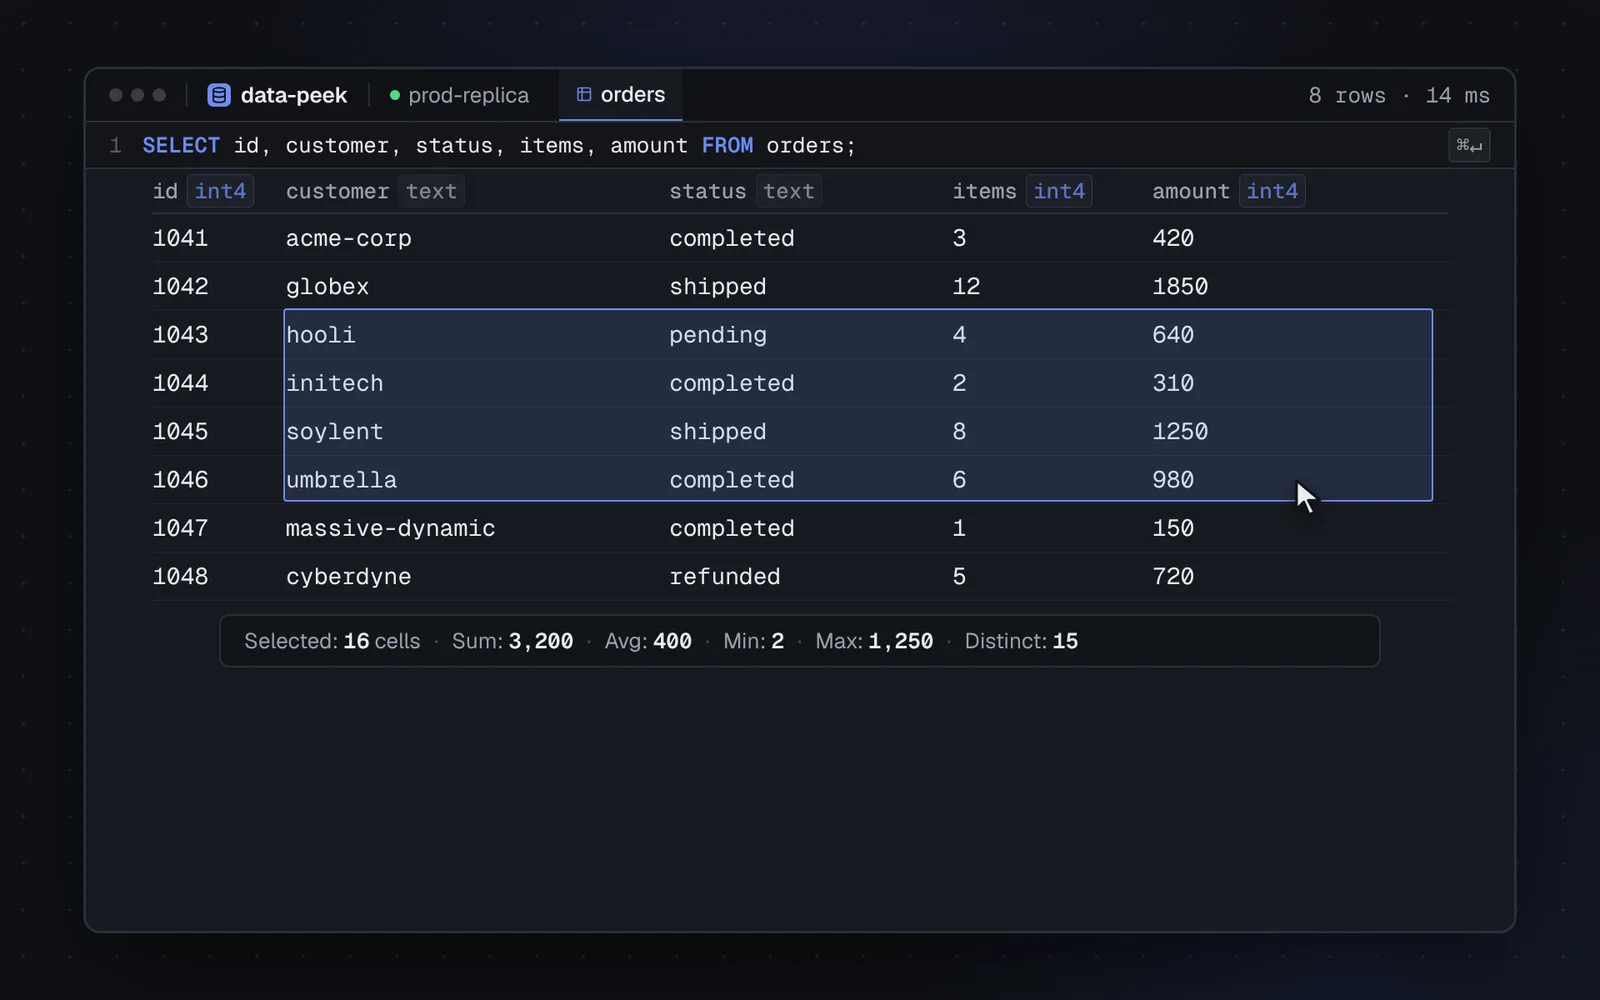 data-peek prod-replica orders 8 rows · 14 ms
1 SELECT id, customer, status, items, amount FROM orders; ⌘↵
id int4 customer text status text items int4 amount int4
1041 acme-corp completed 3 420
1042 globex shipped 12 1850
1043 hooli pending 4 640
1044 initech completed 2 310
1045 soylent shipped 8 1250
1046 umbrella completed 6 980
1047 massive-dynamic completed 1 150
1048 cyberdyne refunded 5 720
Selected: 16 cells · Sum: 3,200 · Avg: 400 · Min: 2 · Max: 1,250 · Distinct: 15